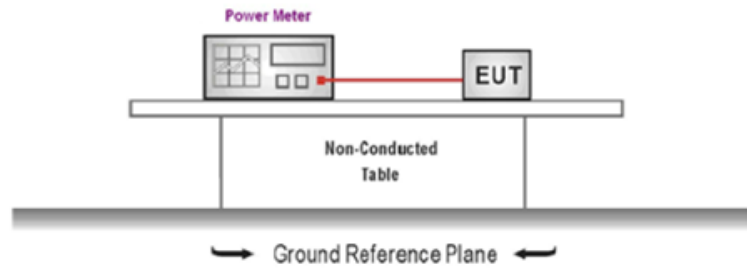 Power Meter
EUT
Non-Conducted
Table
Ground Reference Plane